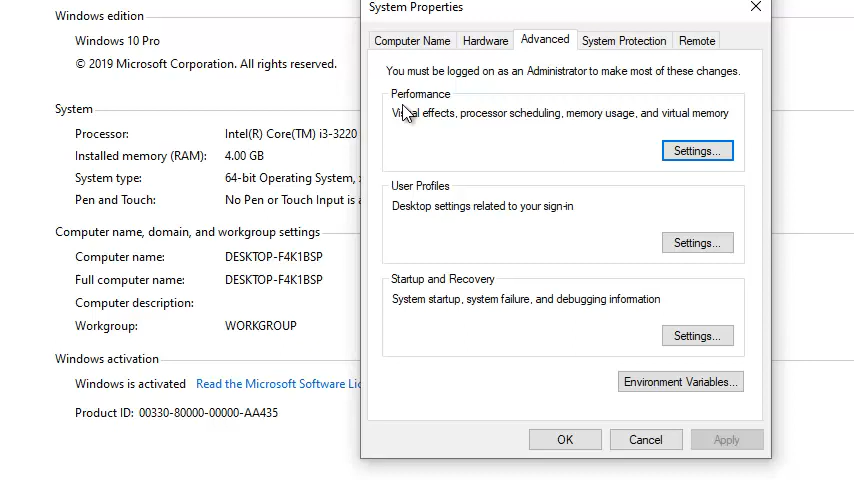 Windows edition
Windows 10 Pro
© 2019 Microsoft Corporation. All rights reserved.
System
Processor: Intel(R) Core(TM) i3-3220
Installed memory (RAM): 4.00 GB
System type: 64-bit Operating System,
Pen and Touch: No Pen or Touch Input is a
Computer name, domain, and workgroup settings
Computer name: DESKTOP-F4K1BSP
Full computer name: DESKTOP-F4K1BSP
Computer description:
Workgroup: WORKGROUP
Windows activation
Windows is activated Read the Microsoft Software Lic
Product ID: 00330-80000-00000-AA435
System Properties
Computer Name Hardware Advanced System Protection Remote
You must be logged on as an Administrator to make most of these changes.
Performance
Visual effects, processor scheduling, memory usage, and virtual memory
Settings...
User Profiles
Desktop settings related to your sign-in
Settings...
Startup and Recovery
System startup, system failure, and debugging information
Settings...
Environment Variables...
OK Cancel Apply